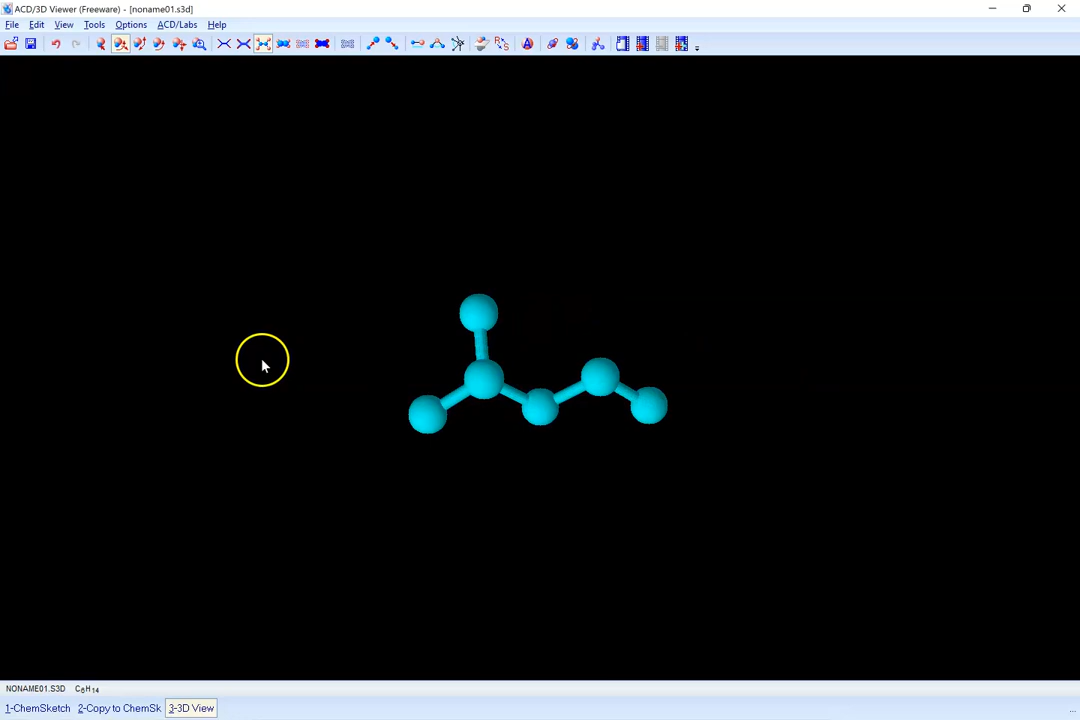 ACD/3D Viewer (Freeware) - [noname01.s3d]
File Edit View Tools Options ACD/Labs Help
NONAME01.S3D C₆H₁₄
1-ChemSketch 2-Copy to ChemSk 3-3D View ...